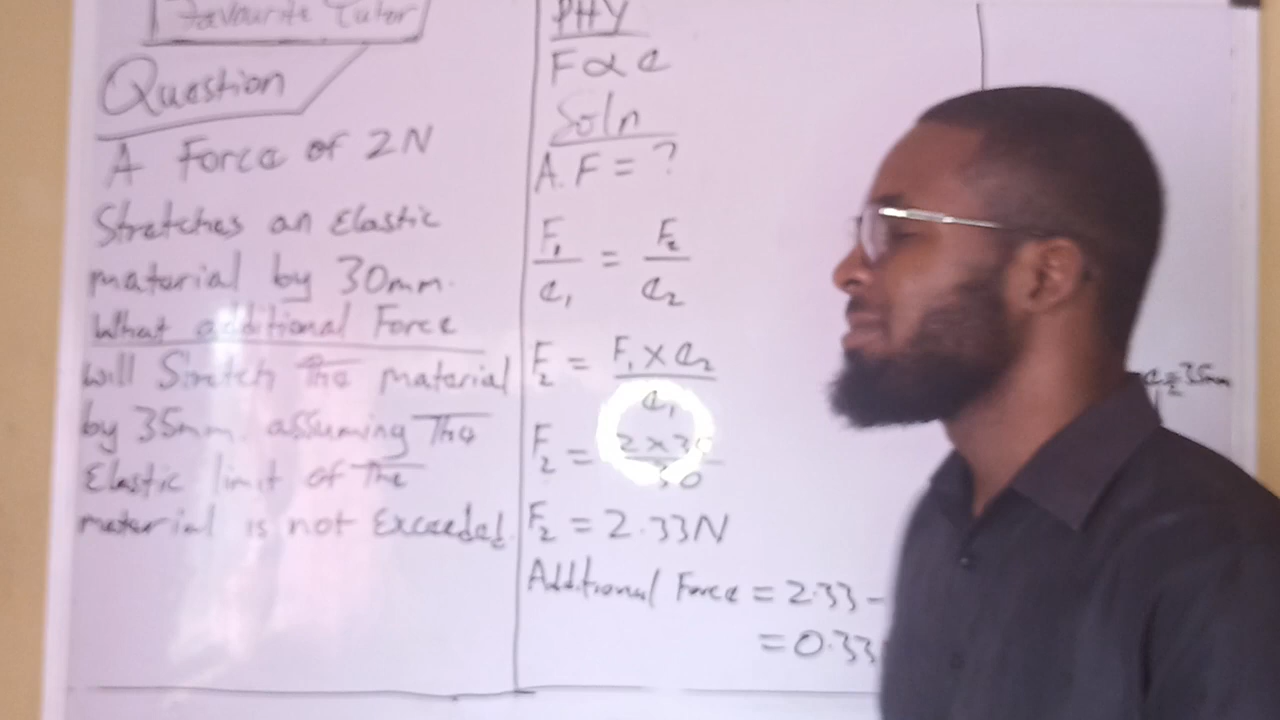 Favourite Tutor
Question
A Force of 2N
Stretches an Elastic
material by 30mm.
What additional Force
will Stretch The material
by 35mm. assuming The
Elastic limit of The
material is not Exceeded.
PHY
F ∝ e
Soln
A.F = ?
F₁/e₁ = F₂/e₂
F₂ = F₁ x e₂/e₁
F₂ = 2 x 35/30
F₂ = 2.33N
Additional Force = 2.33 -
= 0.33
e₂ = 35mm